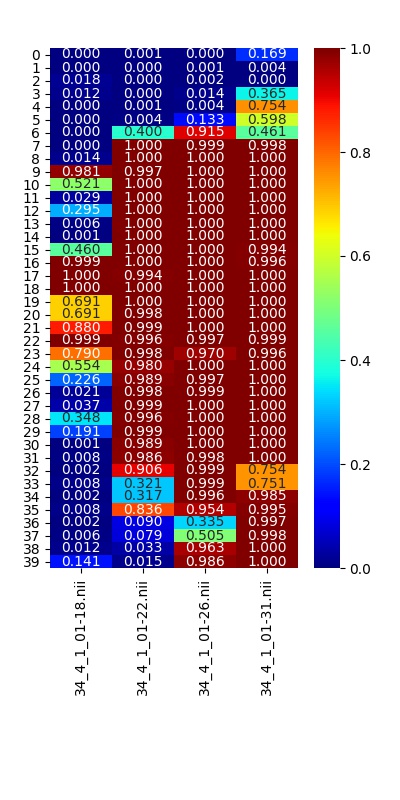 0 0.000 0.001 0.000 0.169
1 0.000 0.000 0.001 0.004
2 0.018 0.000 0.002 0.000
3 0.012 0.000 0.014 0.365
4 0.000 0.001 0.004 0.754
5 0.000 0.004 0.133 0.598
6 0.000 0.400 0.915 0.461
7 0.000 1.000 0.999 0.998
8 0.014 1.000 1.000 1.000
9 0.981 0.997 1.000 1.000
10 0.521 1.000 1.000 1.000
11 0.029 1.000 1.000 1.000
12 0.295 1.000 1.000 1.000
13 0.006 1.000 1.000 1.000
14 0.001 1.000 1.000 1.000
15 0.460 1.000 1.000 0.994
16 0.999 1.000 1.000 0.996
17 1.000 0.994 1.000 1.000
18 1.000 1.000 1.000 1.000
19 0.691 1.000 1.000 1.000
20 0.691 0.998 1.000 1.000
21 0.880 0.999 1.000 1.000
22 0.999 0.996 0.997 0.999
23 0.790 0.998 0.970 0.996
24 0.554 0.980 1.000 1.000
25 0.226 0.989 0.997 1.000
26 0.021 0.998 0.999 1.000
27 0.037 0.999 1.000 1.000
28 0.348 0.996 1.000 1.000
29 0.191 0.999 1.000 1.000
30 0.001 0.989 1.000 1.000
31 0.008 0.986 0.998 1.000
32 0.002 0.906 0.999 0.754
33 0.008 0.321 0.999 0.751
34 0.002 0.317 0.996 0.985
35 0.008 0.836 0.954 0.995
36 0.002 0.090 0.335 0.997
37 0.006 0.079 0.505 0.998
38 0.012 0.033 0.963 1.000
39 0.141 0.015 0.986 1.000
34_4_1_01-18.nii
34_4_1_01-22.nii
34_4_1_01-26.nii
34_4_1_01-31.nii
1.0
0.8
0.6
0.4
0.2
0.0